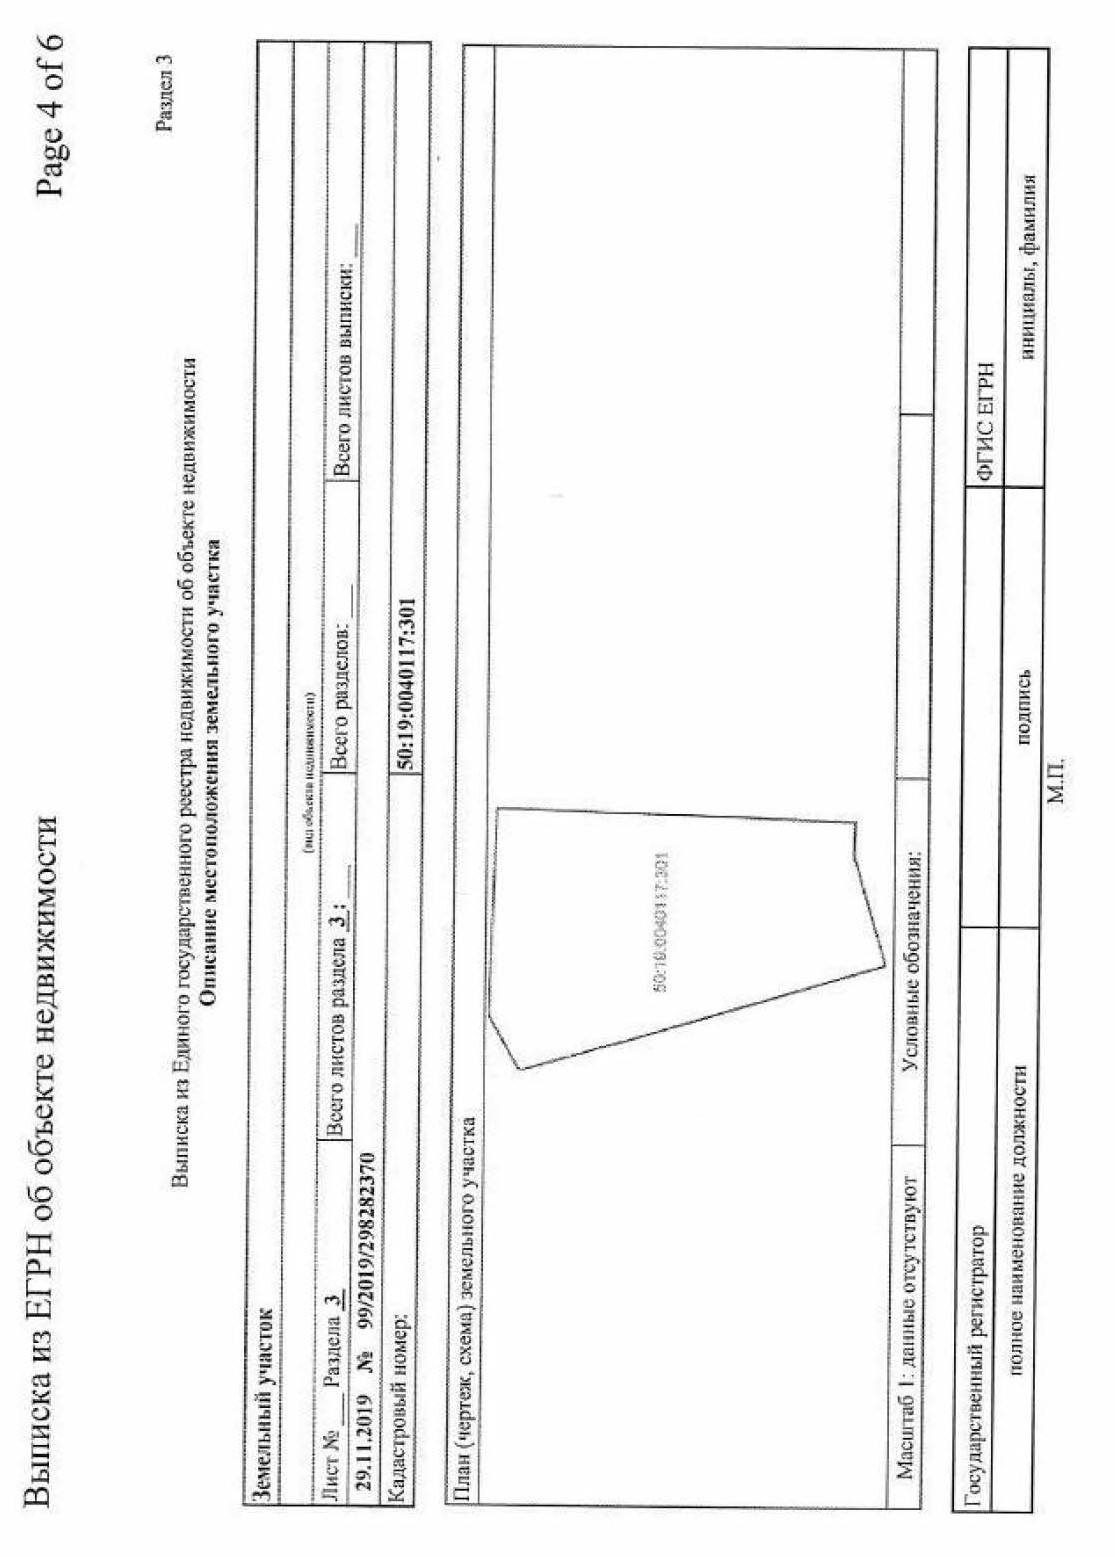 Выписка из ЕГРН об объекте недвижимости Page 4 of 6
Раздел 3
Выписка из Единого государственного реестра недвижимости об объекте недвижимости
Описание местоположения земельного участка
Земельный участок
(вид объекта недвижимости)
Лист № ___ Раздела 3 Всего листов раздела 3 : ___ Всего разделов: ___ Всего листов выписки: ___
29.11.2019 № 99/2019/298282370
Кадастровый номер: 50:19:0040117:301
План (чертеж, схема) земельного участка
50:19:0040117:301
Масштаб 1: данные отсутствуют Условные обозначения:
Государственный регистратор ФГИС ЕГРН
полное наименование должности подпись инициалы, фамилия
М.П.